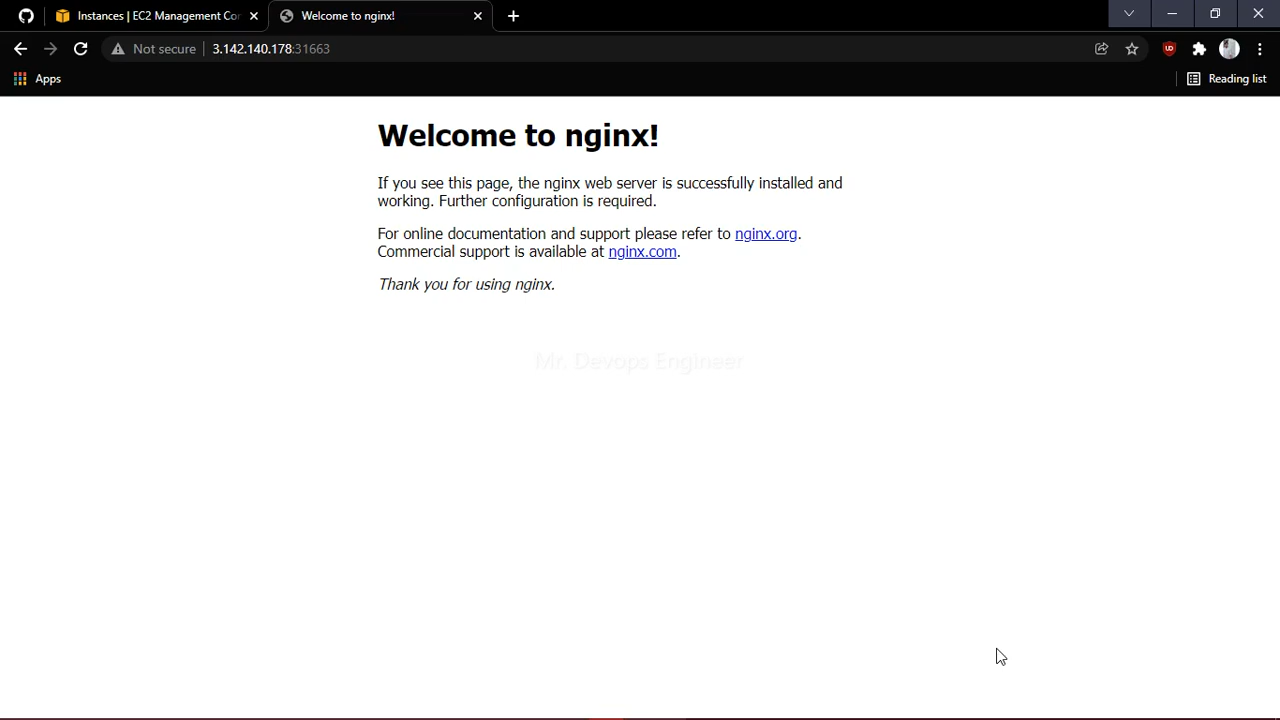 Instances | EC2 Management Con
Welcome to nginx!
Not secure
3.142.140.178:31663
Apps
Reading list
Welcome to nginx!
If you see this page, the nginx web server is successfully installed and
working. Further configuration is required.
For online documentation and support please refer to nginx.org.
Commercial support is available at nginx.com.
Thank you for using nginx.
Mr. Devops Engineer